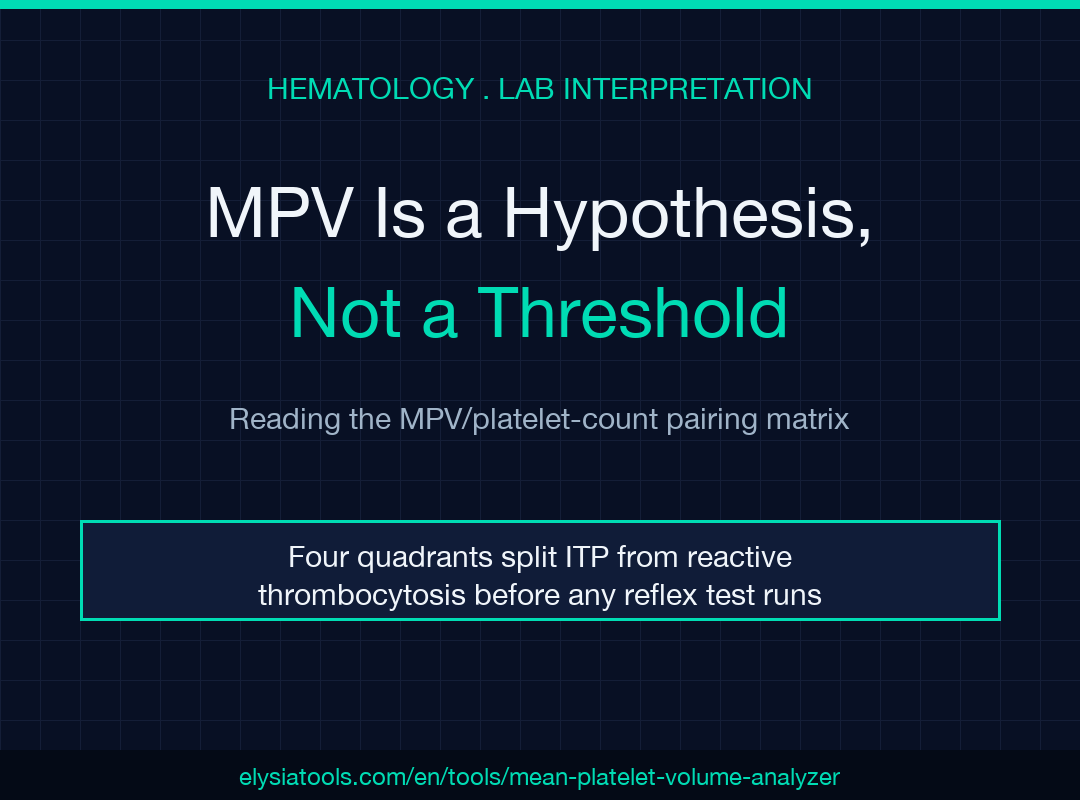 HEMATOLOGY . LAB INTERPRETATION
MPV Is a Hypothesis,
Not a Threshold
Reading the MPV/platelet-count pairing matrix
Four quadrants split ITP from reactive
thrombocytosis before any reflex test runs
elysiatools.com/en/tools/mean-platelet-volume-analyzer